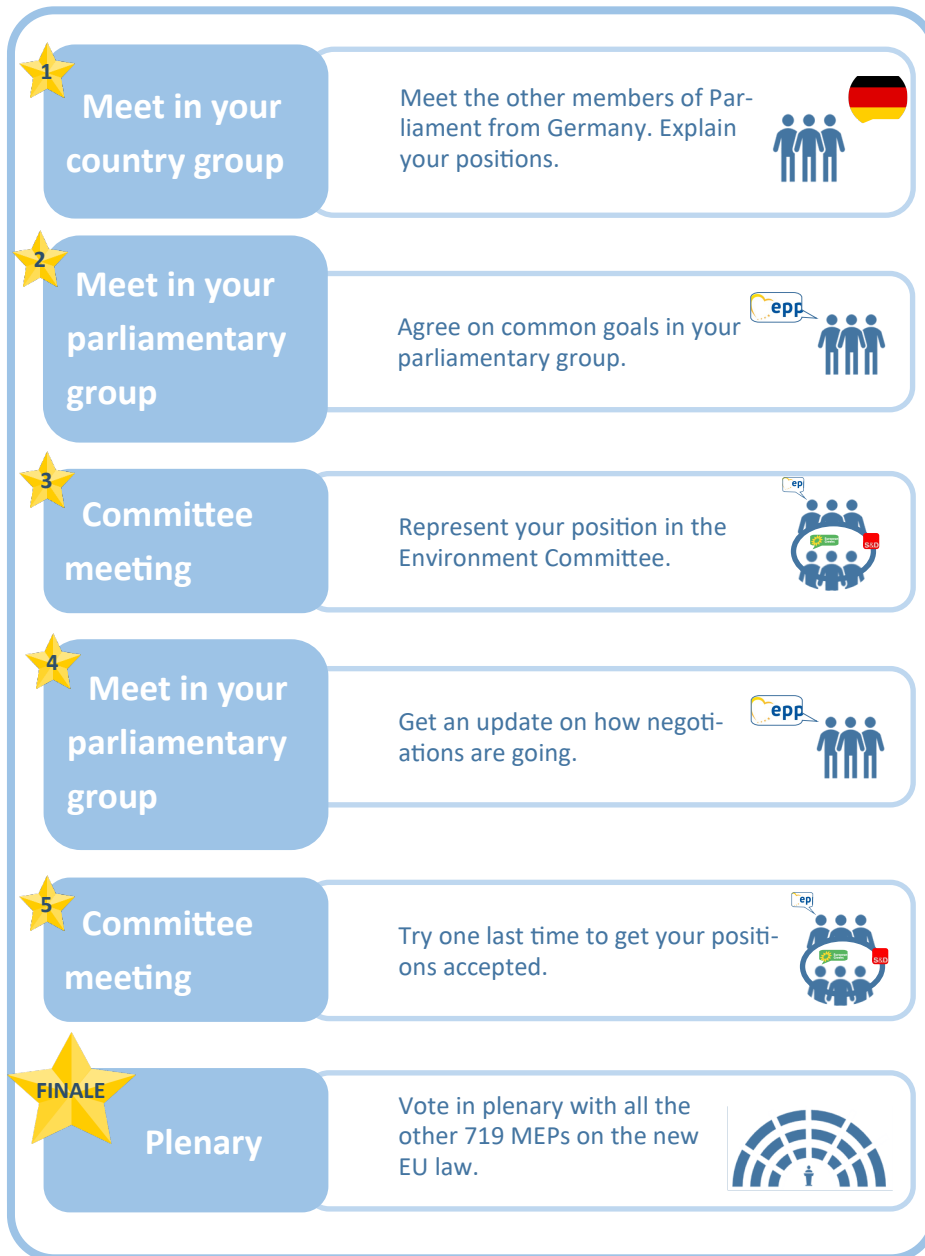 1
Meet in your
country group
Meet the other members of Par-
liament from Germany. Explain
your positions.
2
Meet in your
parliamentary
group
Agree on common goals in your
parliamentary group.
epp
3
Committee
meeting
Represent your position in the
Environment Committee.
ep
S&D
4
Meet in your
parliamentary
group
Get an update on how negoti-
ations are going.
epp
5
Committee
meeting
Try one last time to get your positi-
ons accepted.
ep
S&D
FINALE
Plenary
Vote in plenary with all the
other 719 MEPs on the new
EU law.